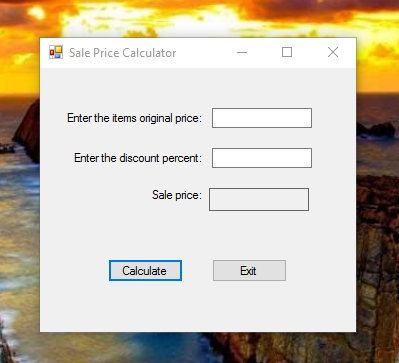 Sale Price Calculator
Enter the items original price:
Enter the discount percent:
Sale price:
Calculate Exit